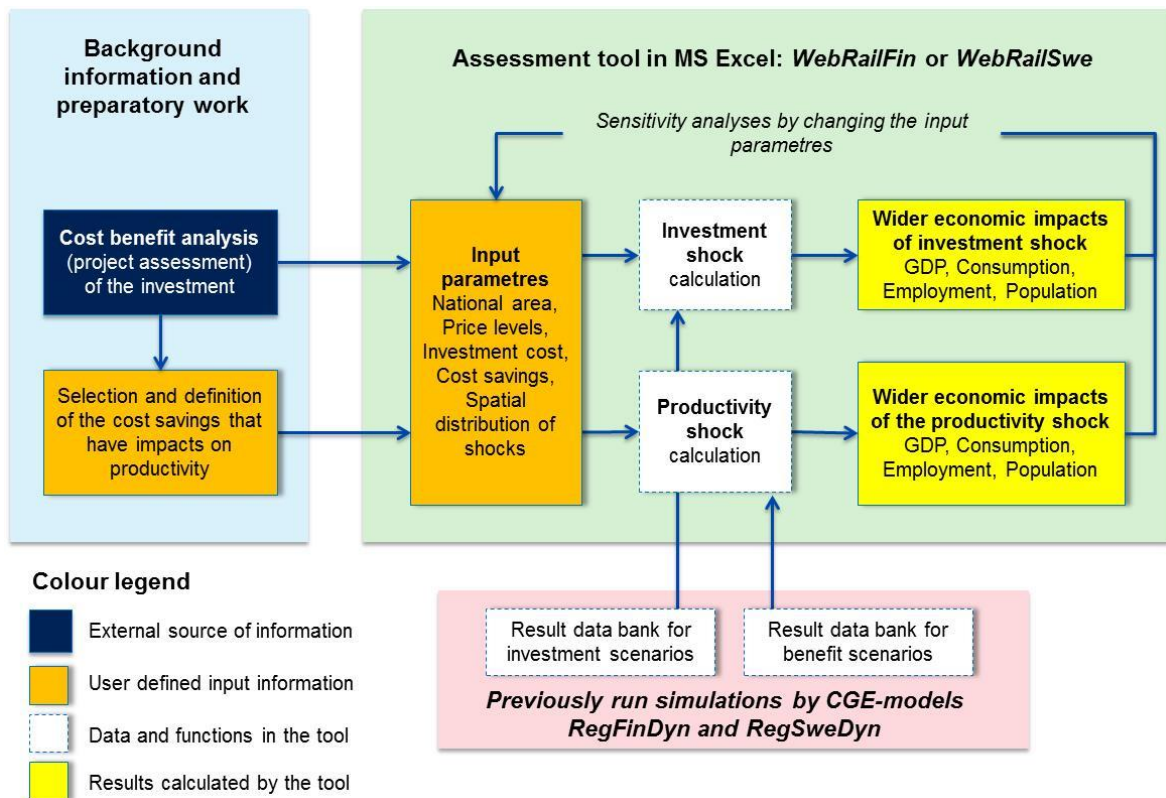 Background
information and
preparatory work
Cost benefit analysis
(project assessment)
of the investment
Selection and definition
of the cost savings that
have impacts on
productivity
Assessment tool in MS Excel: WebRailFin or WebRailSwe
Sensitivity analyses by changing the input
parametres
Input
parametres
National area,
Price levels,
Investment cost,
Cost savings,
Spatial
distribution of
shocks
Investment
shock
calculation
Wider economic impacts
of investment shock
GDP, Consumption,
Employment, Population
Productivity
shock
calculation
Wider economic impacts
of the productivity shock
GDP, Consumption,
Employment, Population
Colour legend
External source of information
User defined input information
Data and functions in the tool
Results calculated by the tool
Result data bank for
investment scenarios
Result data bank for
benefit scenarios
Previously run simulations by CGE-models
RegFinDyn and RegSweDyn